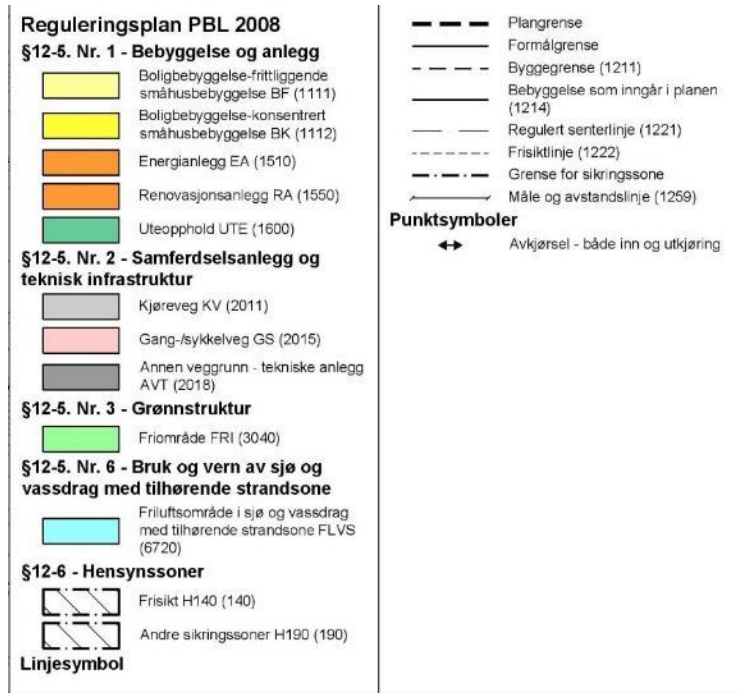 Reguleringsplan PBL 2008
§12-5. Nr. 1 - Bebyggelse og anlegg
Boligbebyggelse-frittliggende
småhusbebyggelse BF (1111)
Boligbebyggelse-konsentrert
småhusbebyggelse BK (1112)
Energianlegg EA (1510)
Renovasjonsanlegg RA (1550)
Uteopphold UTE (1600)
§12-5. Nr. 2 - Samferdselsanlegg og
teknisk infrastruktur
Kjøreveg KV (2011)
Gang-/sykkelveg GS (2015)
Annen veggrunn - tekniske anlegg
AVT (2018)
§12-5. Nr. 3 - Grønnstruktur
Friområde FRI (3040)
§12-5. Nr. 6 - Bruk og vern av sjø og
vassdrag med tilhørende strandsone
Friluftsområde i sjø og vassdrag
med tilhørende strandsone FLVS
(6720)
§12-6 - Hensynssoner
Frisikt H140 (140)
Andre sikringssoner H190 (190)
Linjesymbol
Plangrense
Formålgrense
Byggegrense (1211)
Bebyggelse som inngår i planen
(1214)
Regulert senterlinje (1221)
Frisiktlinje (1222)
Grense for sikringssone
Måle og avstandslinje (1259)
Punktsymboler
Avkjørsel - både inn og utkjøring